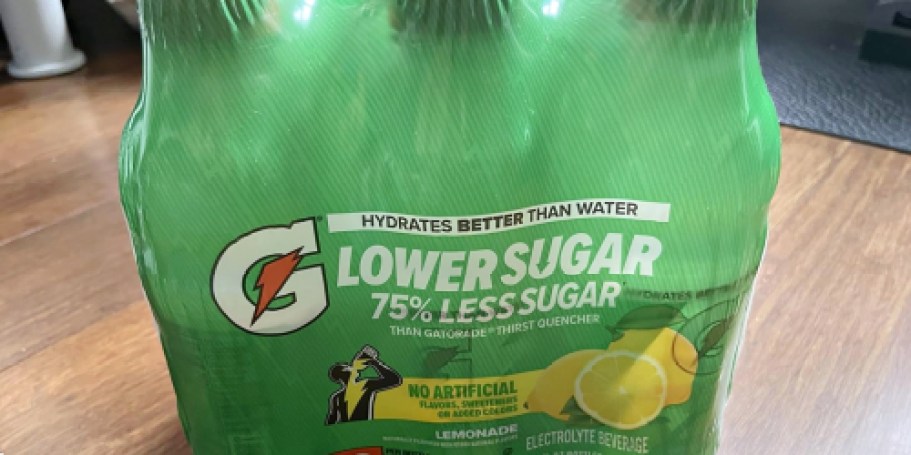 HYDRATES BETTER THAN WATER
G
LOWER SUGAR
75% LESS SUGAR
THAN GATORADE® THIRST QUENCHER
NO ARTIFICIAL
FLAVORS, SWEETENERS
OR ADDED COLORS
LEMONADE
ELECTROLYTE BEVERAGE